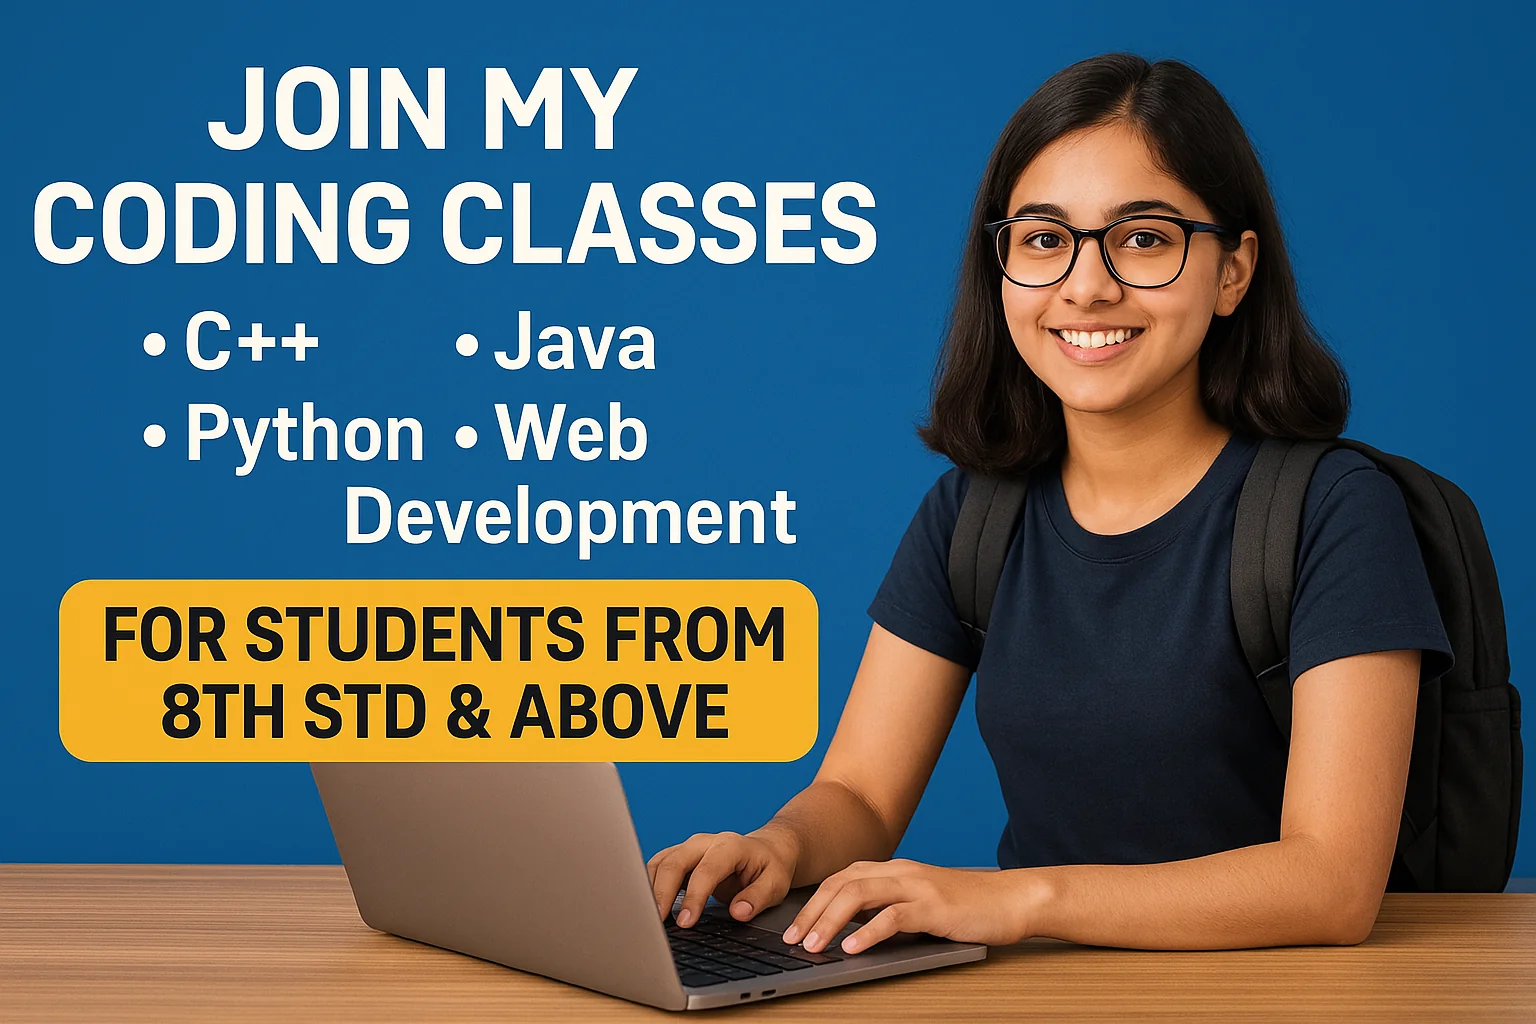 JOIN MY
CODING CLASSES
• C++ • Java
• Python • Web
Development
FOR STUDENTS FROM
8TH STD & ABOVE